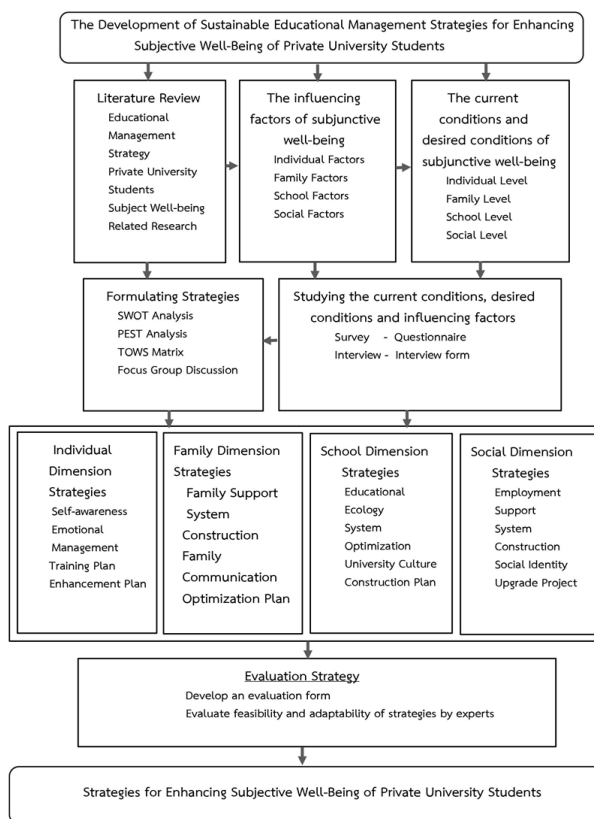 The Development of Sustainable Educational Management Strategies for Enhancing
Subjective Well-Being of Private University Students
Literature Review
Educational
Management
Strategy
Private University
Students
Subject Well-being
Related Research
The influencing
factors of subjunctive
well-being
Individual Factors
Family Factors
School Factors
Social Factors
The current
conditions and
desired conditions of
subjunctive well-being
Individual Level
Family Level
School Level
Social Level
Formulating Strategies
SWOT Analysis
PEST Analysis
TOWS Matrix
Focus Group Discussion
Studying the current conditions, desired
conditions and influencing factors
Survey - Questionnaire
Interview - Interview form
Individual
Dimension
Strategies
Self-awareness
Emotional
Management
Training Plan
Enhancement Plan
Family Dimension
Strategies
Family Support
System
Construction
Family
Communication
Optimization Plan
School Dimension
Strategies
Educational
Ecology
System
Optimization
University Culture
Construction Plan
Social Dimension
Strategies
Employment
Support
System
Construction
Social Identity
Upgrade Project
Evaluation Strategy
Develop an evaluation form
Evaluate feasibility and adaptability of strategies by experts
Strategies for Enhancing Subjective Well-Being of Private University Students